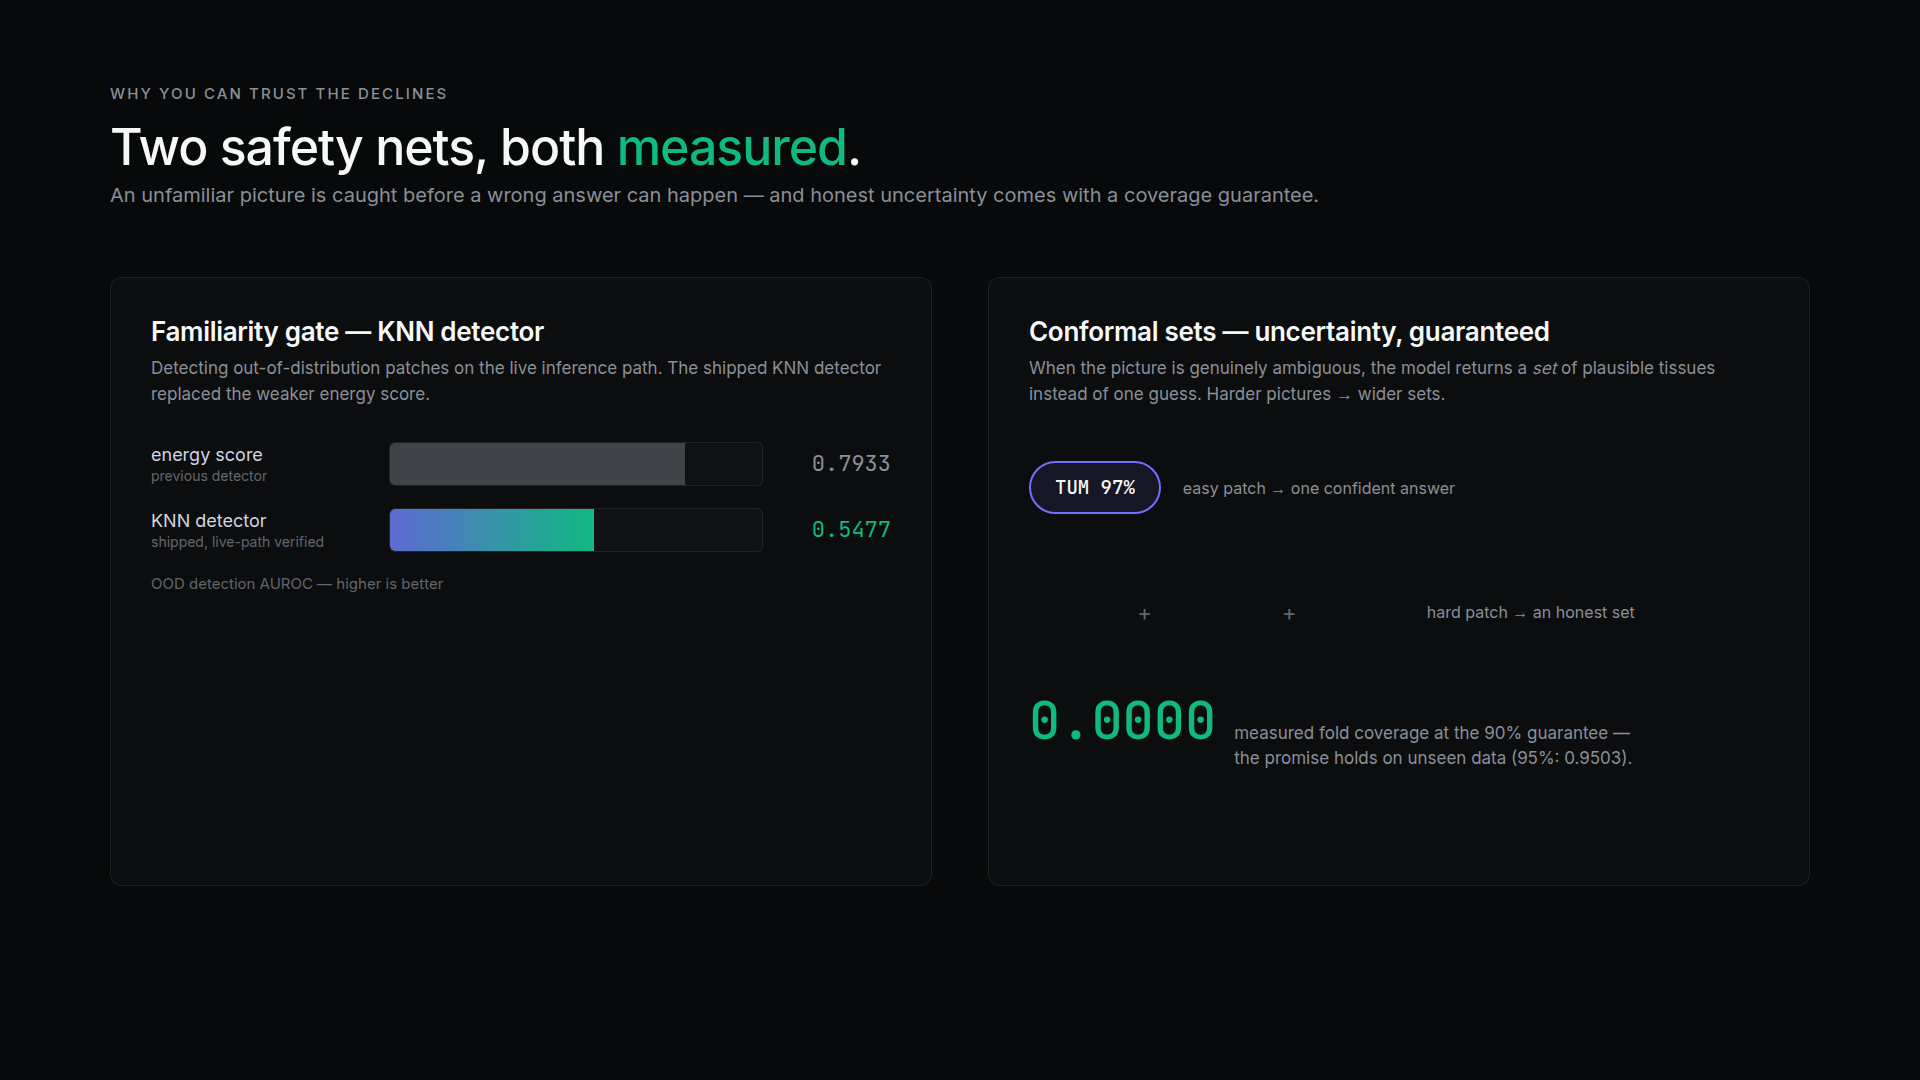 WHY YOU CAN TRUST THE DECLINES
Two safety nets, both measured.
An unfamiliar picture is caught before a wrong answer can happen — and honest uncertainty comes with a coverage guarantee.
Familiarity gate — KNN detector
Detecting out-of-distribution patches on the live inference path. The shipped KNN detector
replaced the weaker energy score.
energy score
previous detector
0.7933
KNN detector
shipped, live-path verified
0.5477
OOD detection AUROC — higher is better
Conformal sets — uncertainty, guaranteed
When the picture is genuinely ambiguous, the model returns a set of plausible tissues
instead of one guess. Harder pictures → wider sets.
TUM 97% easy patch → one confident answer
+ + hard patch → an honest set
0.0000 measured fold coverage at the 90% guarantee —
the promise holds on unseen data (95%: 0.9503).